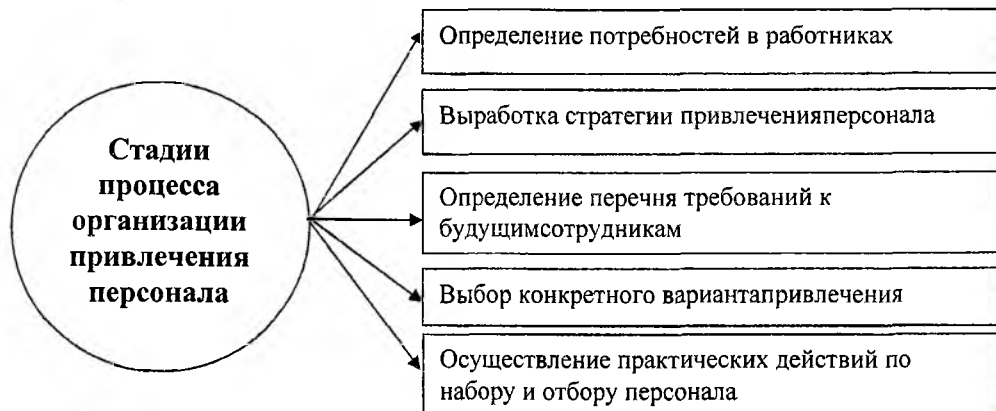 Стадии
процесса
организации
привлечения
персонала
Определение потребностей в работниках
Выработка стратегии привлеченияперсонала
Определение перечня требований к
будущимсотрудникам
Выбор конкретного вариантапривлечения
Осуществление практических действий по
набору и отбору персонала